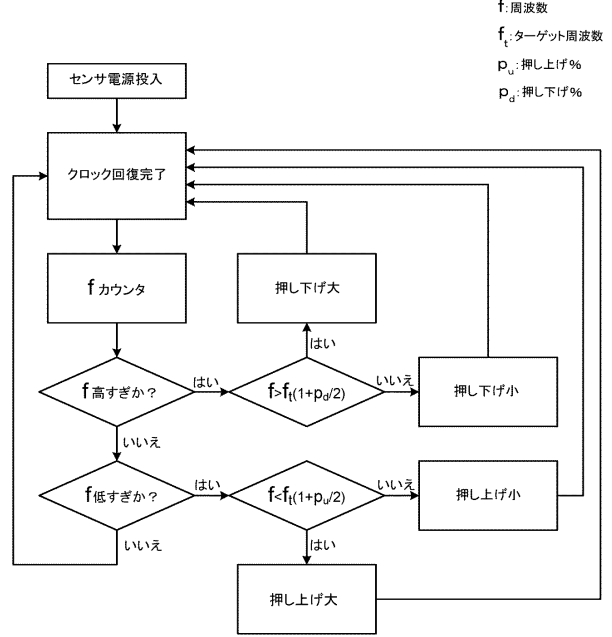 f:周波数
ft:ターゲット周波数
pu:押し上げ%
pd:押し下げ%
センサ電源投入
クロック回復完了
fカウンタ
押し下げ大
はい
f高すぎか?
はい
f>ft(1+pd/2)
いいえ
押し下げ小
いいえ
f低すぎか?
はい
f<ft(1+pu/2)
いいえ
押し上げ小
いいえ
はい
押し上げ大